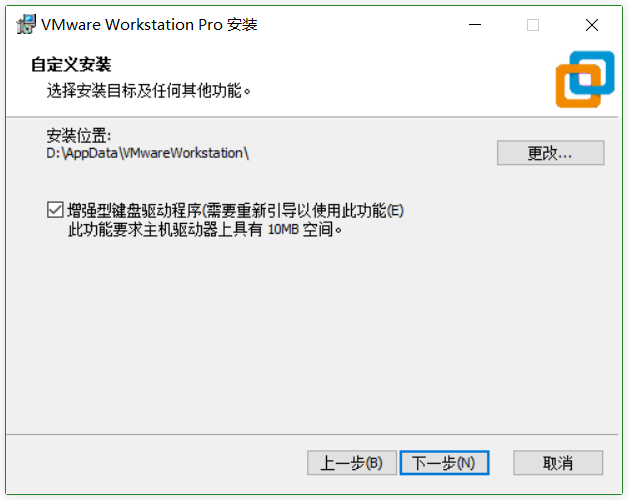 VMware Workstation Pro 安装
自定义安装
选择安装目标及任何其他功能。
安装位置:
D:\AppData\VMwareWorkstation\
更改...
增强型键盘驱动程序(需要重新引导以使用此功能(E)
此功能要求主机驱动器上具有 10MB 空间。
上一步(B)
下一步(N)
取消